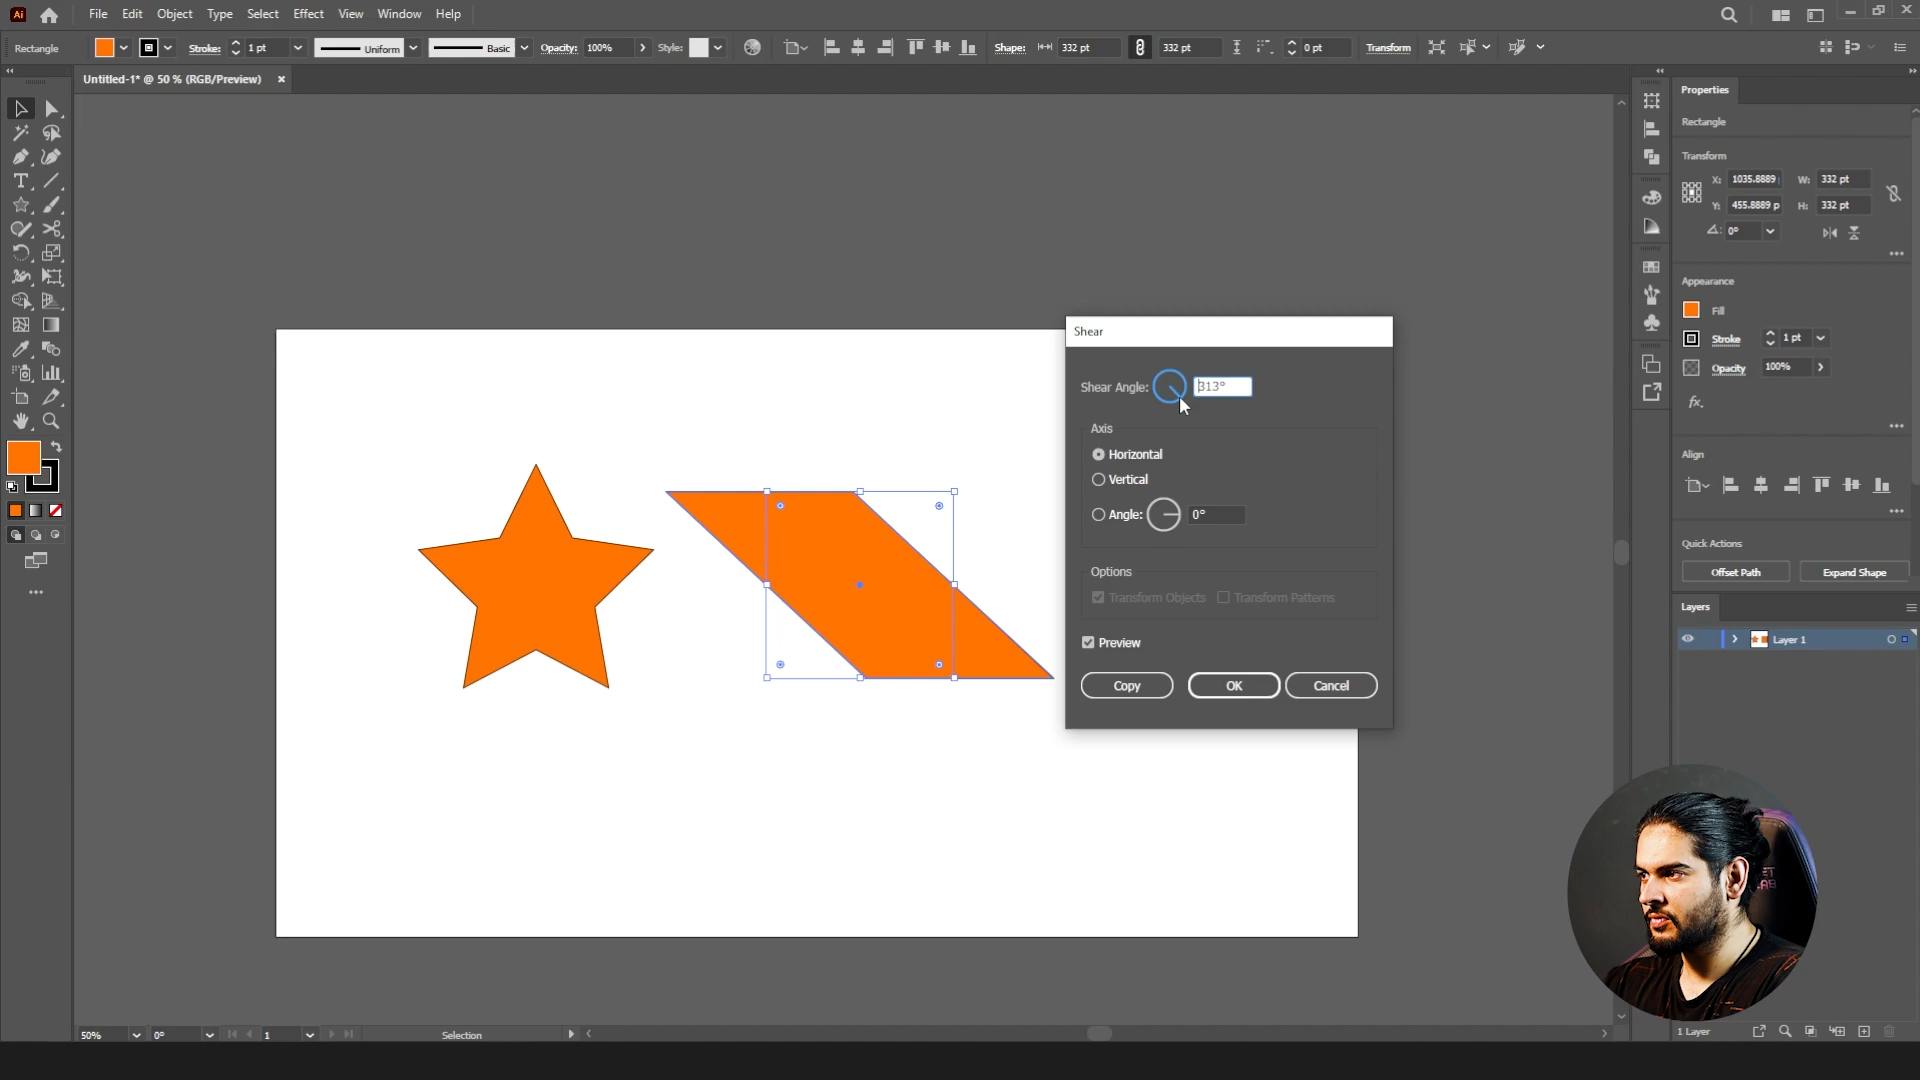 Ai File Edit Object Type Select Effect View Window Help
Rectangle Stroke: 1 pt Uniform Basic Opacity: 100% Style: Shape: 332 pt 332 pt 0 pt Transform
Untitled-1* @ 50 % (RGB/Preview)
Properties
Rectangle
Transform
X: 1035.8889 W: 332 pt
Y: 455.8889 p H: 332 pt
0°
Appearance
Fill
Stroke 1 pt
Opacity 100%
fx.
Align
Quick Actions
Offset Path Expand Shape
Layers
Layer 1
Shear
Shear Angle: 313°
Axis
Horizontal
Vertical
Angle: 0°
Options
Transform Objects Transform Patterns
Preview
Copy OK Cancel
50% 0° 1 Selection
1 Layer